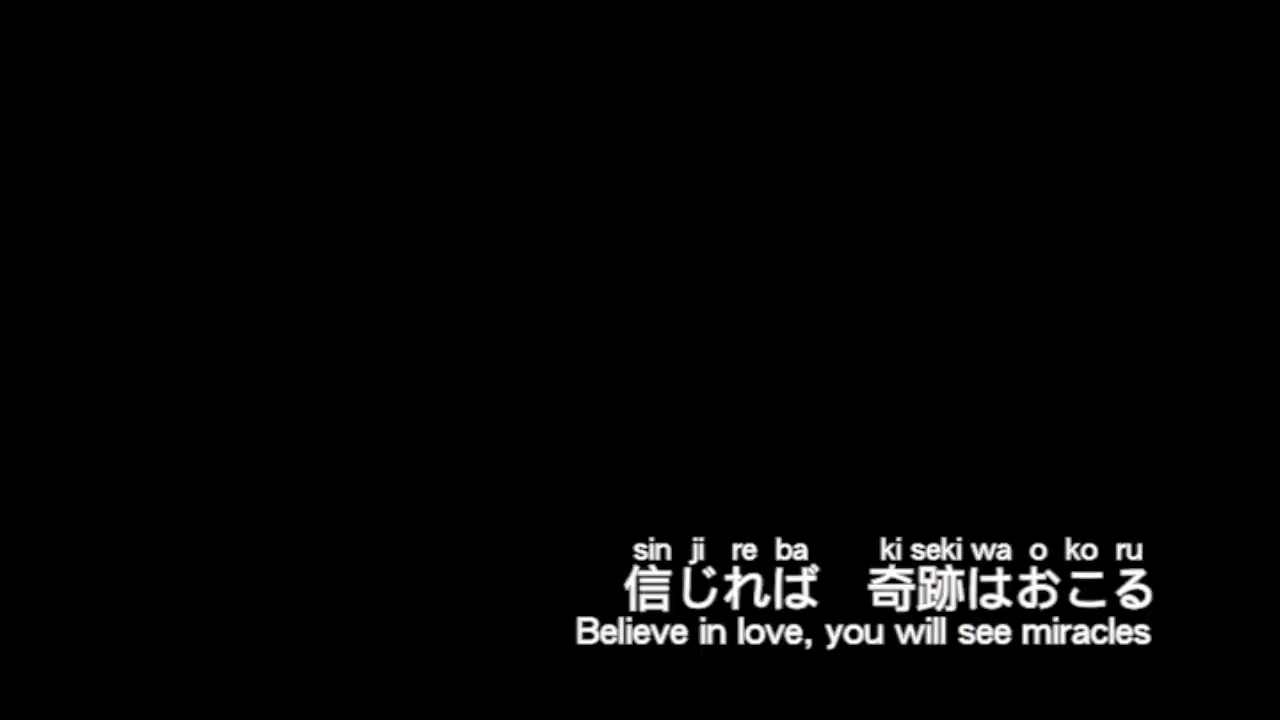 sin ji re ba ki seki wa o ko ru
信じれば　奇跡はおこる
Believe in love, you will see miracles